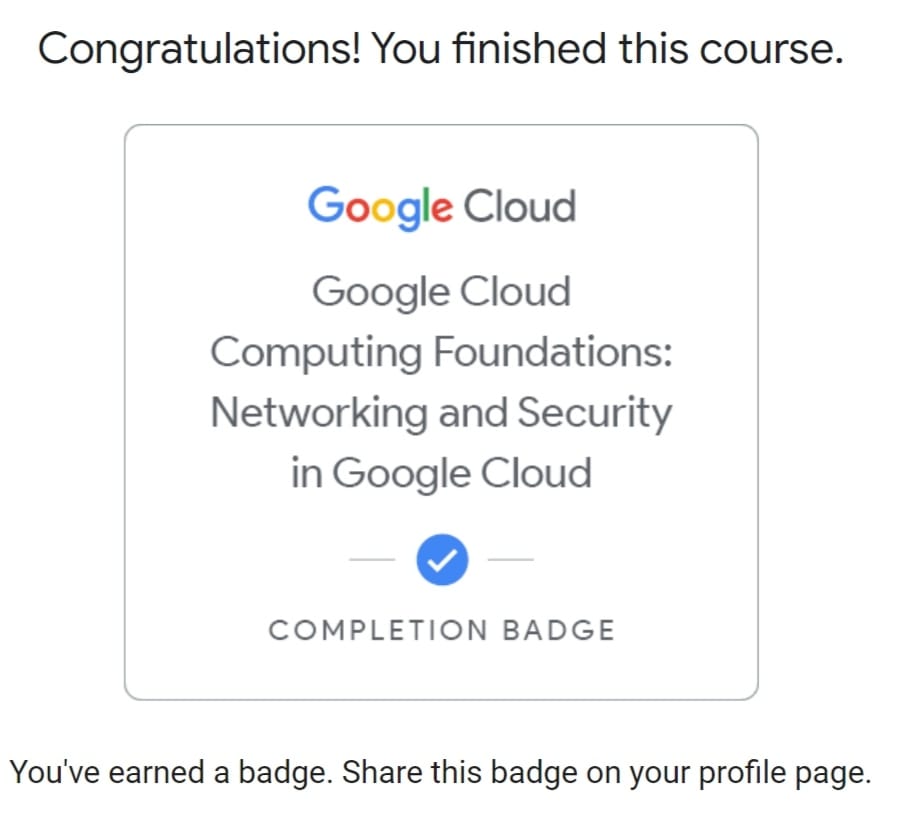 Congratulations! You finished this course.
Google Cloud
Google Cloud
Computing Foundations:
Networking and Security
in Google Cloud
COMPLETION BADGE
You've earned a badge. Share this badge on your profile page.